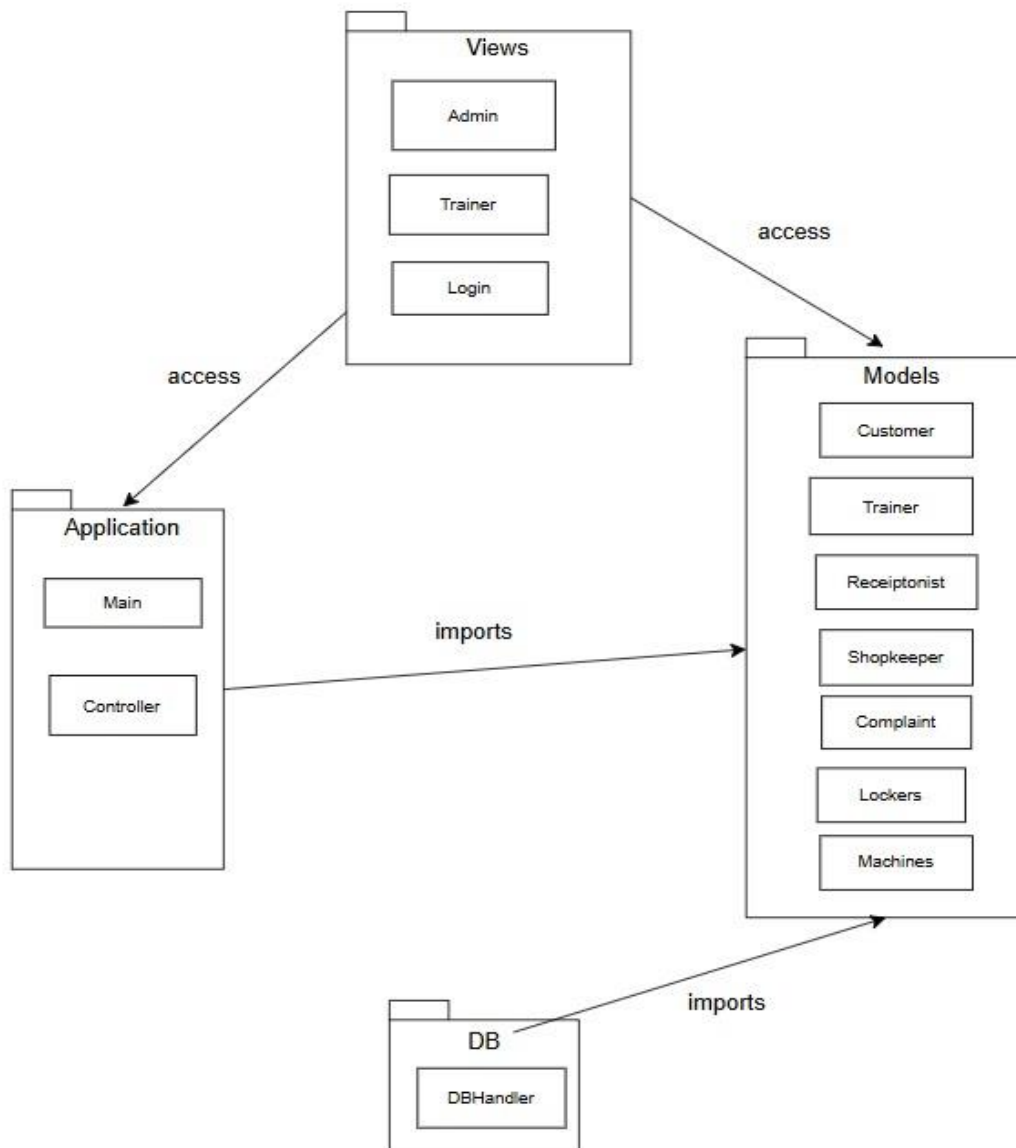 Views
Admin
Trainer
Login
access
access
Models
Customer
Trainer
Receiptonist
Shopkeeper
Complaint
Lockers
Machines
Application
Main
Controller
imports
imports
DB
DBHandler